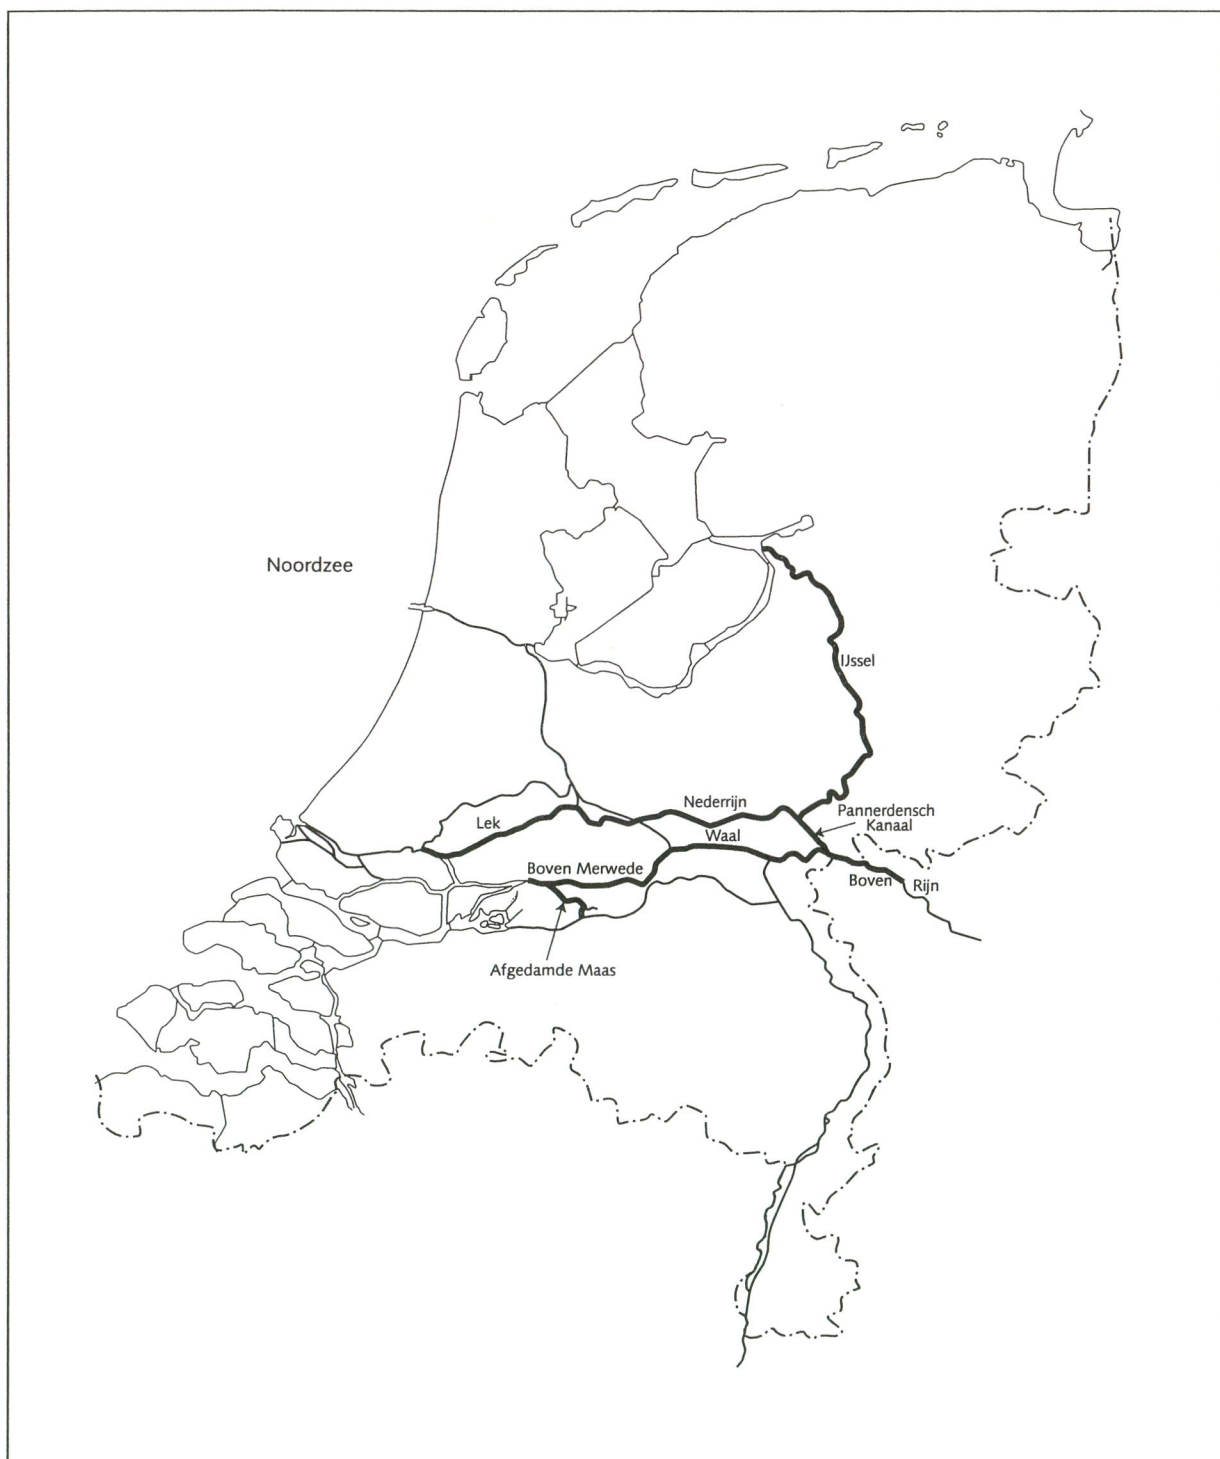 Noordzee
IJssel
Nederrijn
Pannerdensch
Kanaal
Lek
Waal
Boven Merwede
Boven Rijn
Afgedamde Maas